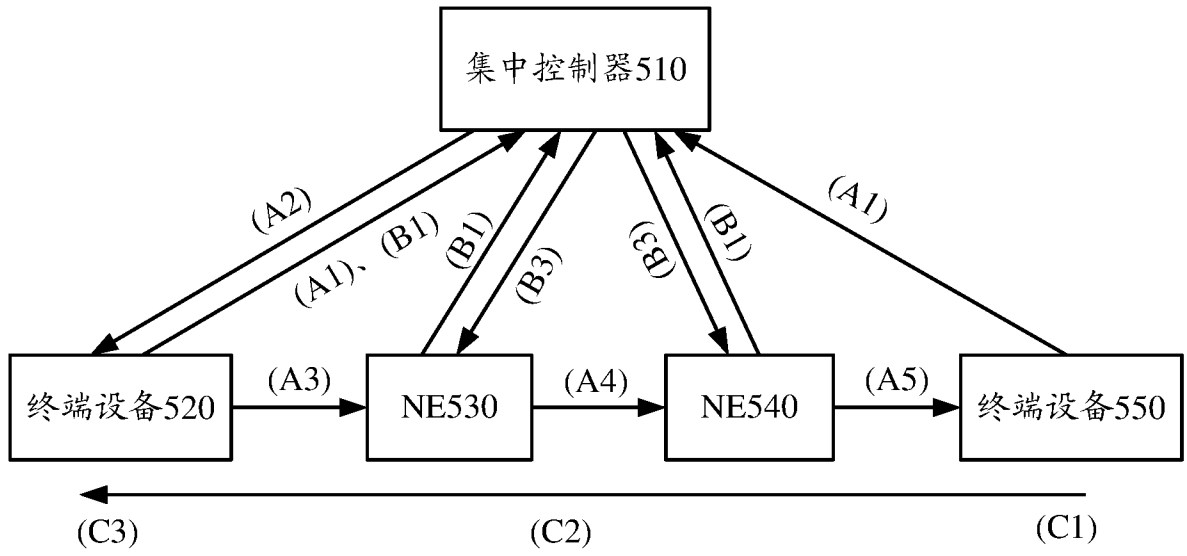 集中控制器510
(A2)
(A1)、(B1)
(B1)
(B3)
(B3)
(B1)
(A1)
终端设备520
(A3)
NE530
(A4)
NE540
(A5)
终端设备550
(C3)
(C2)
(C1)